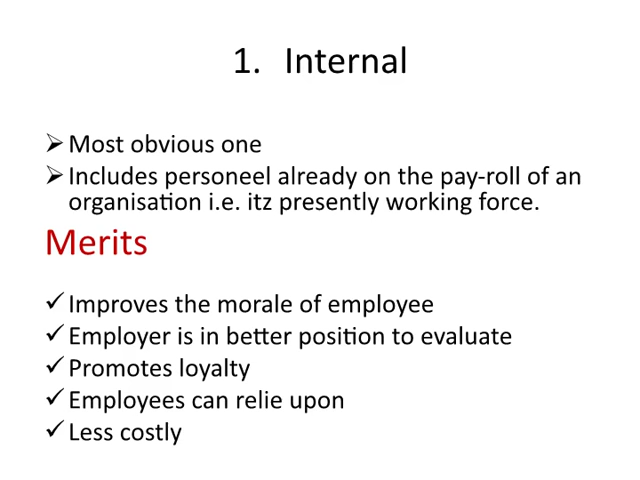 1. Internal
➢ Most obvious one
➢ Includes personeel already on the pay-roll of an
organisation i.e. itz presently working force.
Merits
✓ Improves the morale of employee
✓ Employer is in better position to evaluate
✓ Promotes loyalty
✓ Employees can relie upon
✓ Less costly